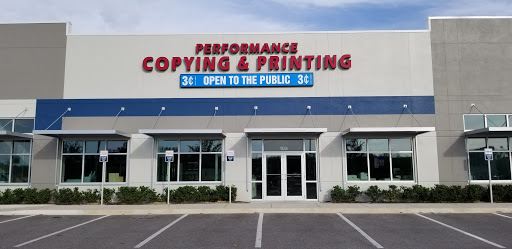 PERFORMANCE
COPYING & PRINTING
3¢ OPEN TO THE PUBLIC 3¢